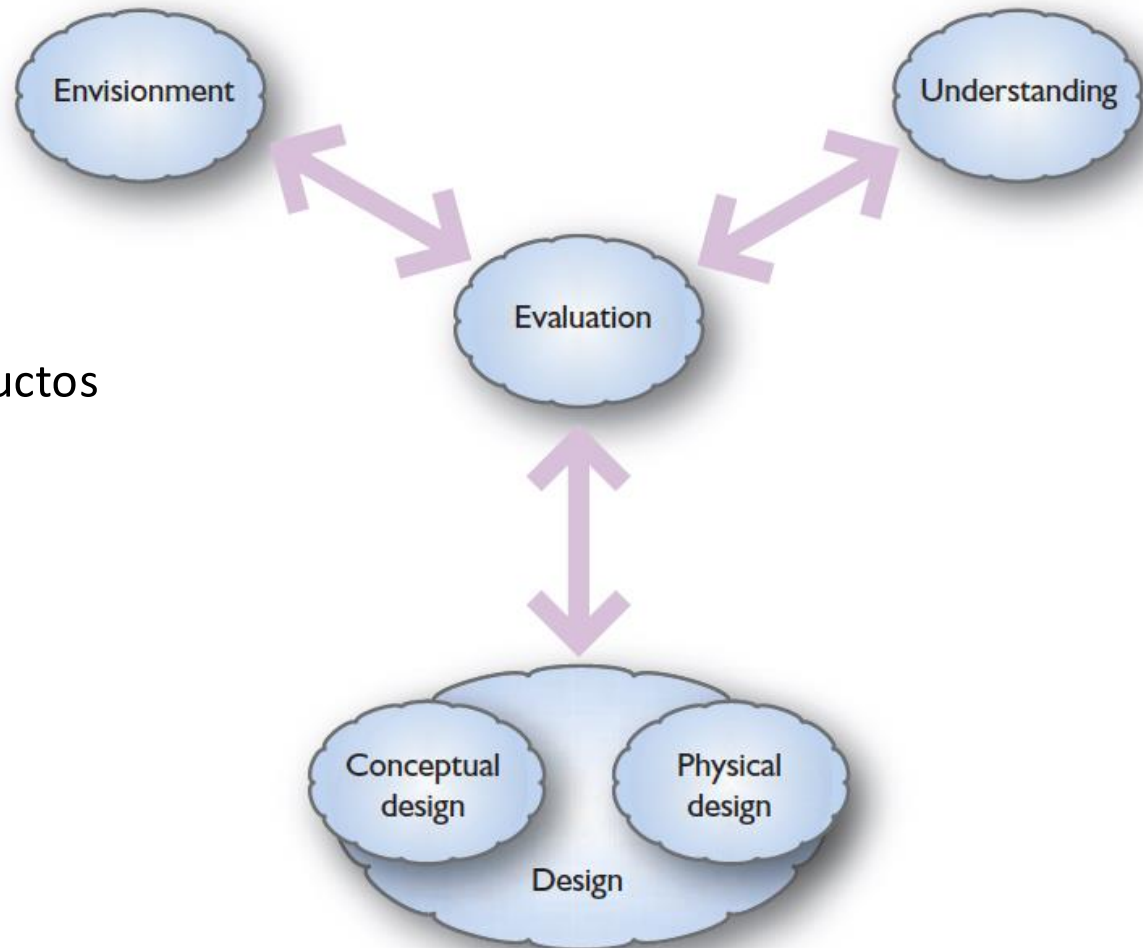 Envisionment
Understanding
Evaluation
uctos
Conceptual
design
Physical
design
Design